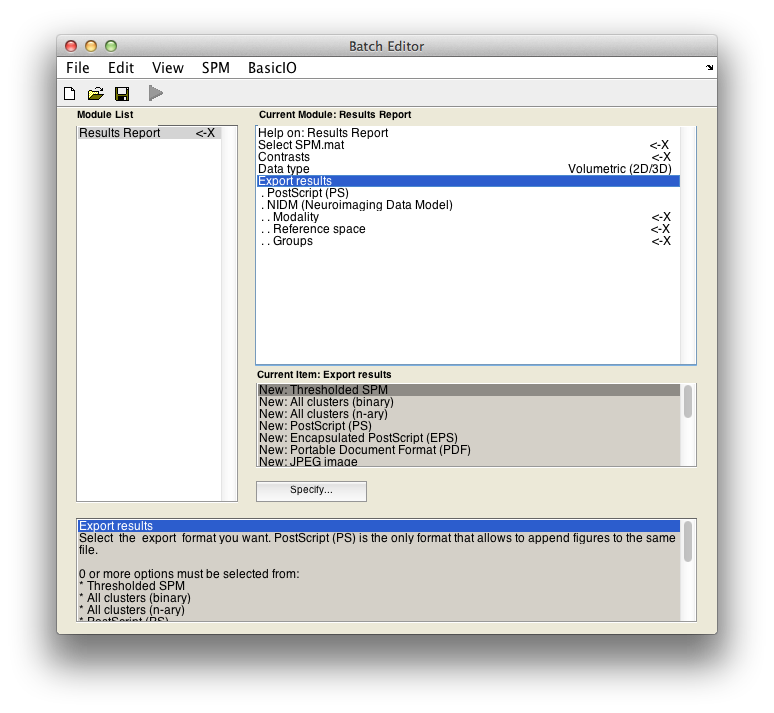 Batch Editor
File Edit View SPM BasicIO
Module List
Results Report <-X
Current Module: Results Report
Help on: Results Report
Select SPM.mat <-X
Contrasts <-X
Data type Volumetric (2D/3D)
Export results
. PostScript (PS)
. NIDM (Neuroimaging Data Model)
. . Modality <-X
. . Reference space <-X
. . Groups <-X
Current Item: Export results
New: Thresholded SPM
New: All clusters (binary)
New: All clusters (n-ary)
New: PostScript (PS)
New: Encapsulated PostScript (EPS)
New: Portable Document Format (PDF)
New: JPEG image
Specify...
Export results
Select the export format you want. PostScript (PS) is the only format that allows to append figures to the same
file.
0 or more options must be selected from:
* Thresholded SPM
* All clusters (binary)
* All clusters (n-ary)
* PostScript (PS)